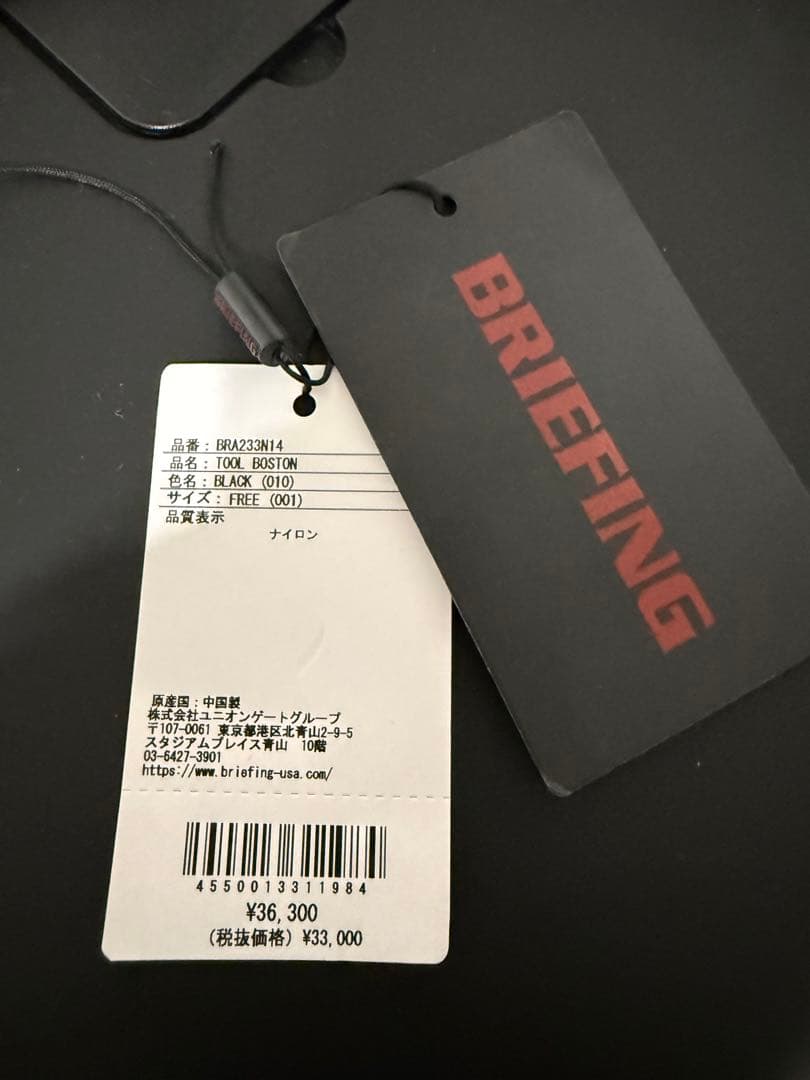 BRIEFING
品番：BRA233N14
品名：TOOL BOSTON
色名：BLACK (010)
サイズ：FREE (001)
品質表示
ナイロン
原産国：中国製
株式会社ユニオンゲートグループ
〒107-0061 東京都港区北青山2-9-5
スタジアムプレイス青山　10階
03-6427-3901
https://www.briefing-usa.com/
4550013311984
¥36,300
(税抜価格) ¥33,000